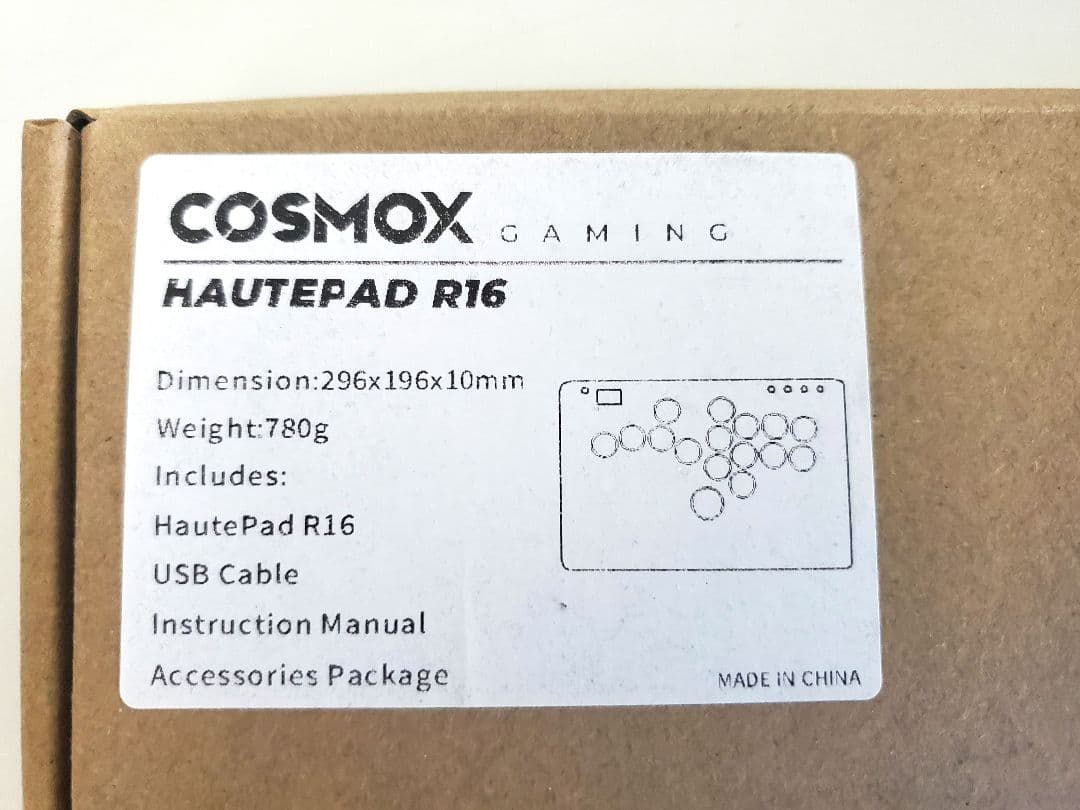 COSMOX GAMING
HAUTEPAD R16
Dimension:296x196x10mm
Weight:780g
Includes:
HautePad R16
USB Cable
Instruction Manual
Accessories Package
MADE IN CHINA